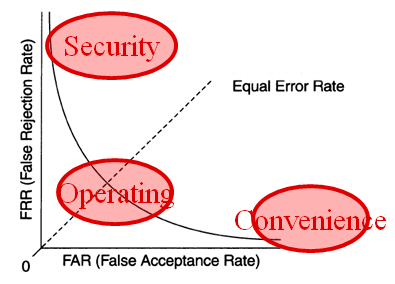 Security
Equal Error Rate
FRR (False Rejection Rate)
Operating
Convenience
0
FAR (False Acceptance Rate)